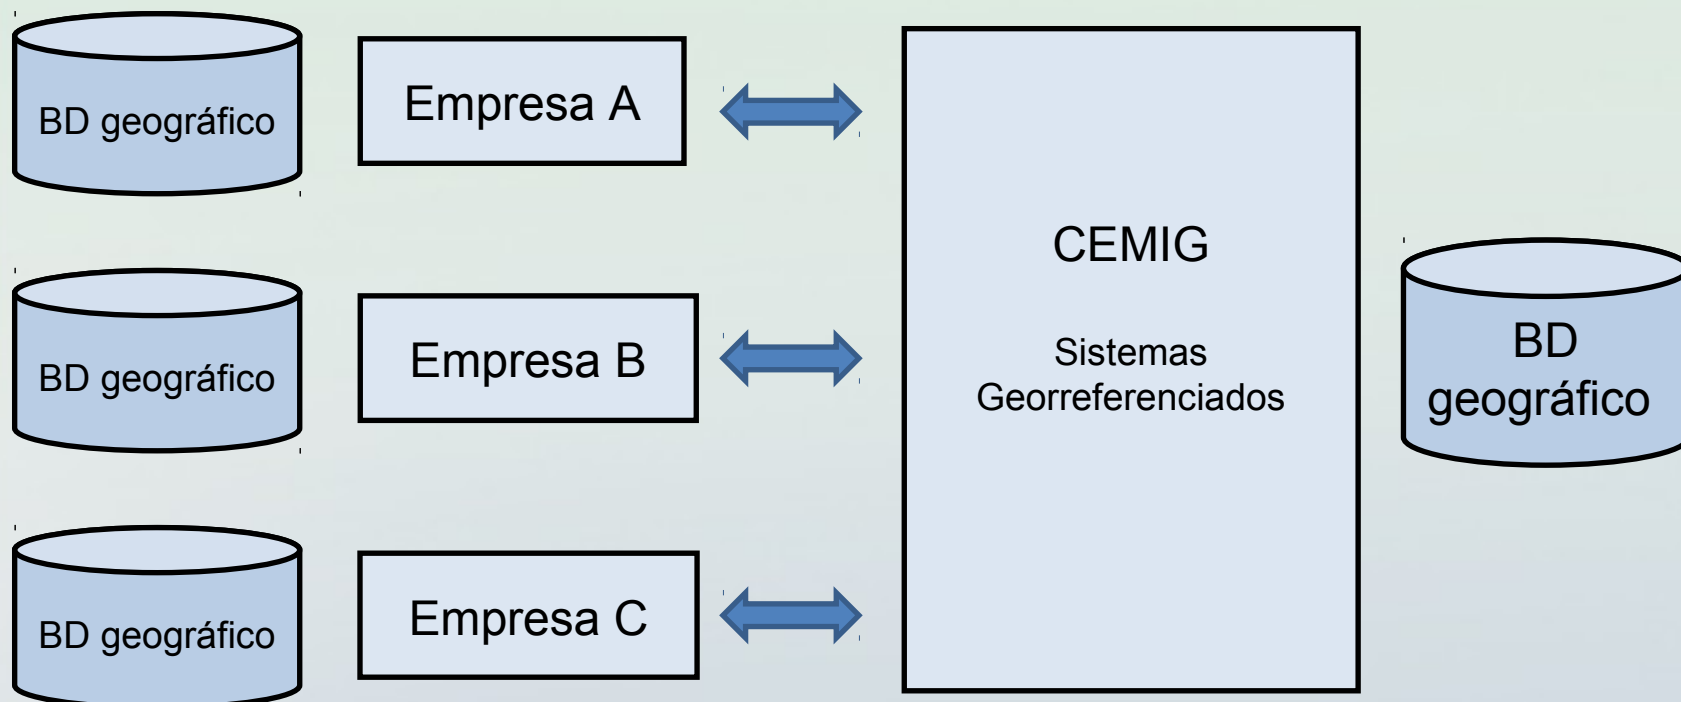 BD geográfico
Empresa A
BD geográfico
Empresa B
BD geográfico
Empresa C
CEMIG
Sistemas
Georreferenciados
BD
geográfico